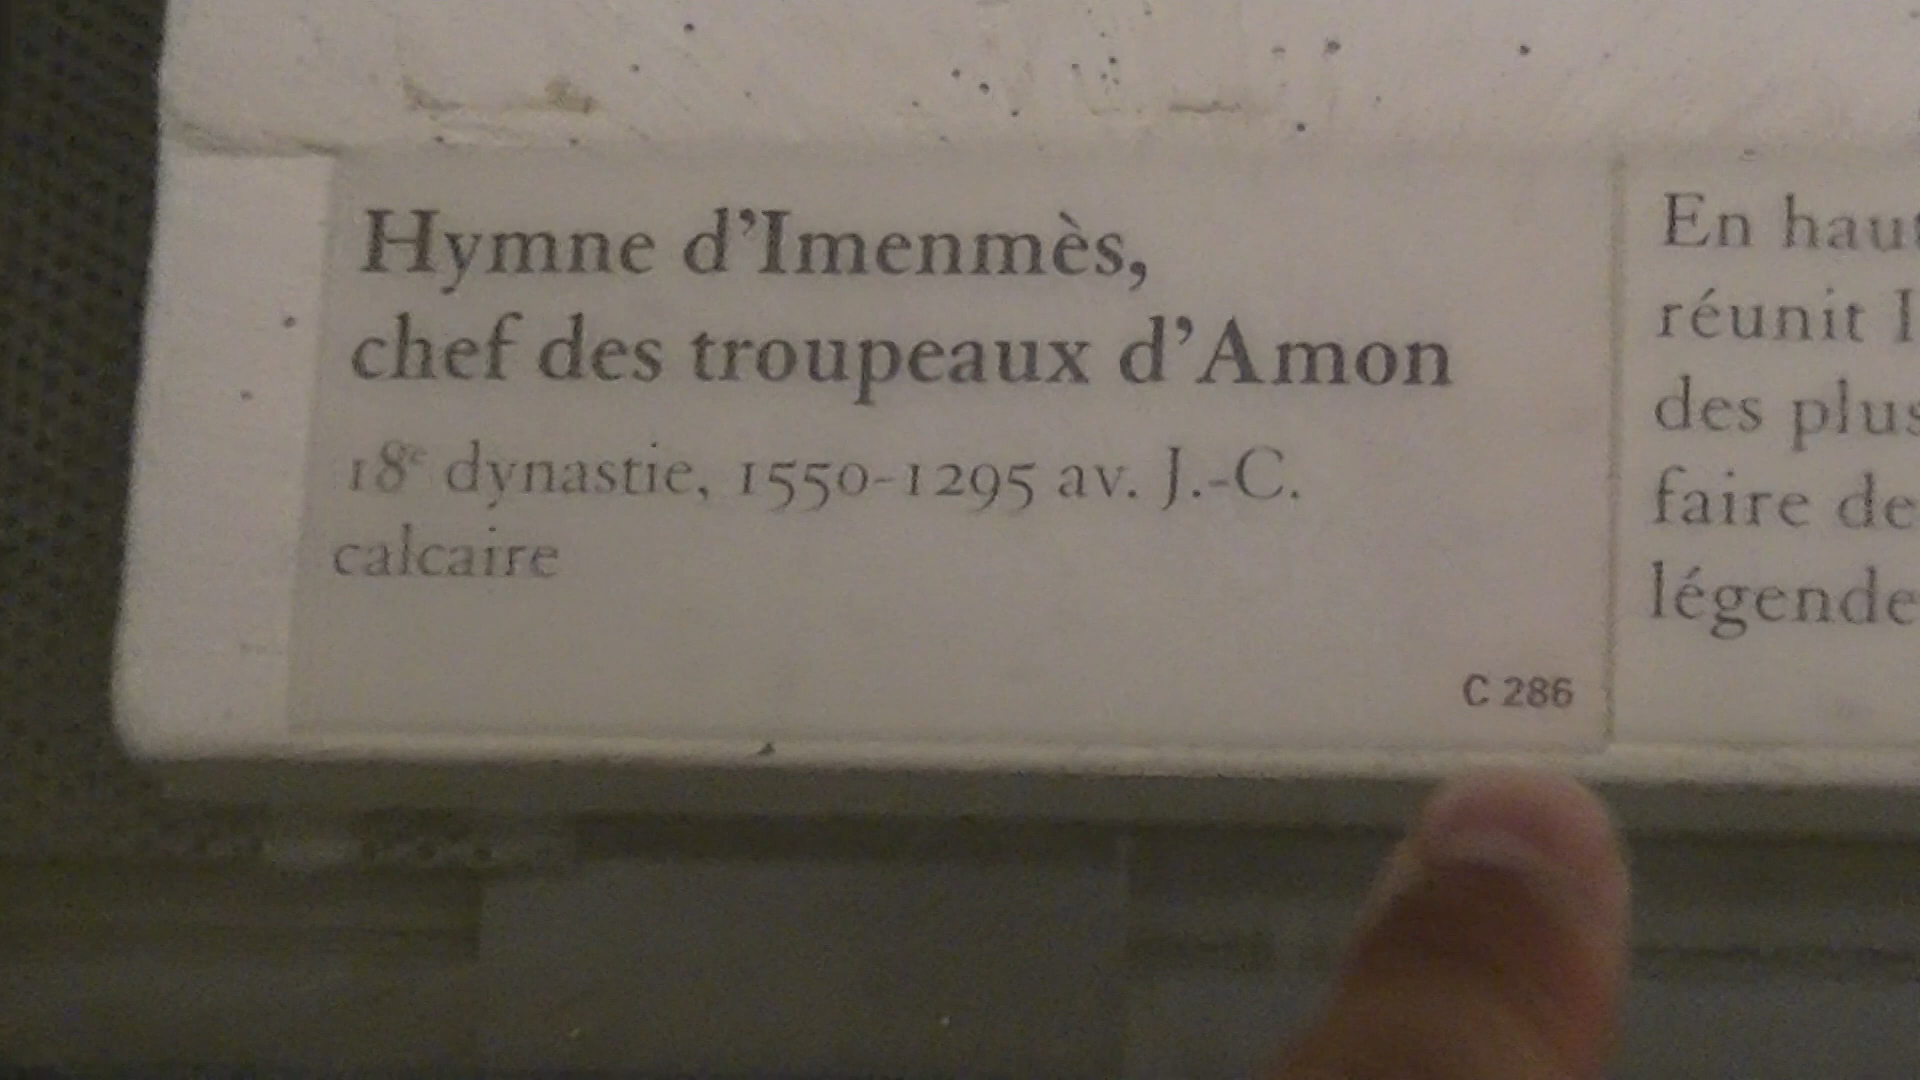 Hymne d'Imenmès,
chef des troupeaux d'Amon
18e dynastie, 1550-1295 av. J.-C.
calcaire
C 286
En haut
réunit
des plus
faire de
légende